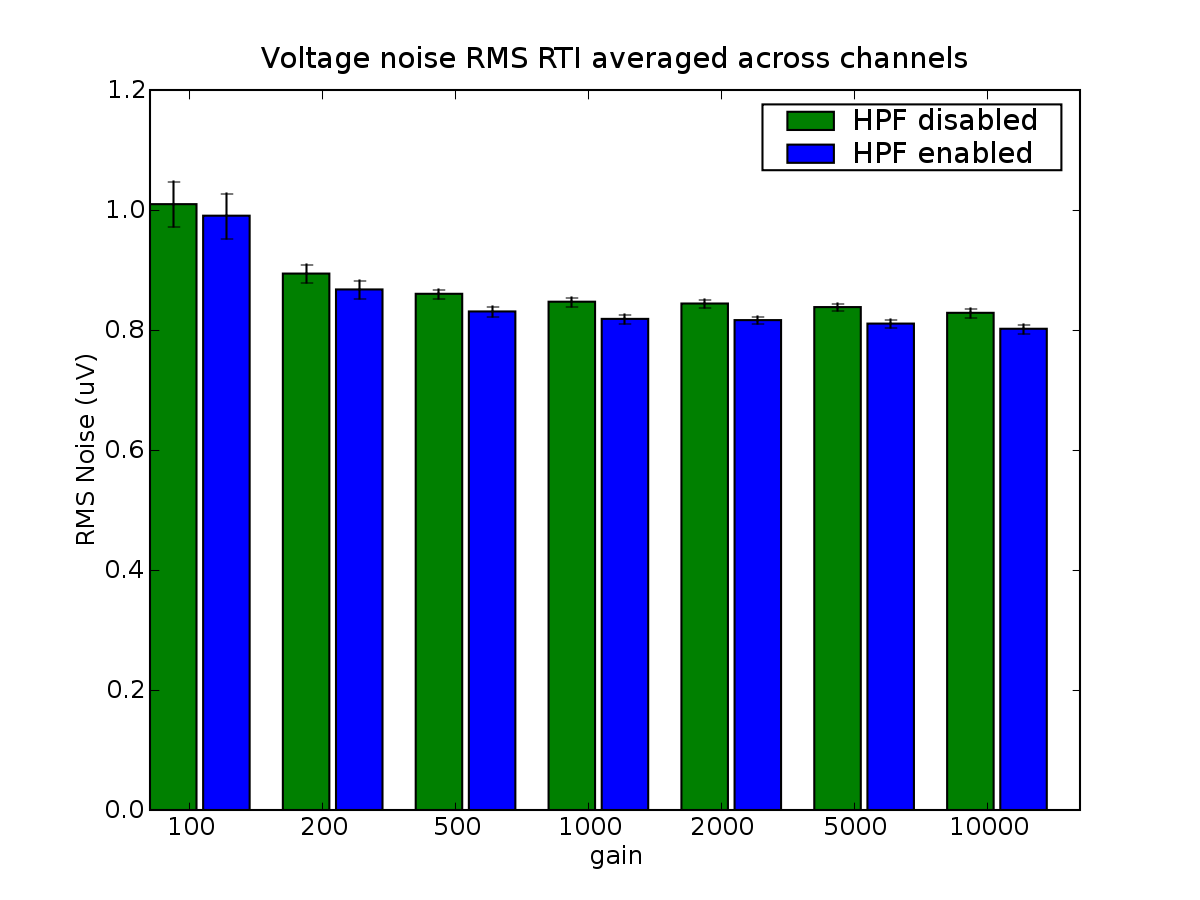 Voltage noise RMS RTI averaged across channels
HPF disabled
HPF enabled
1.2
1.0
0.8
0.6
0.4
0.2
0.0
RMS Noise (uV)
100 200 500 1000 2000 5000 10000
gain